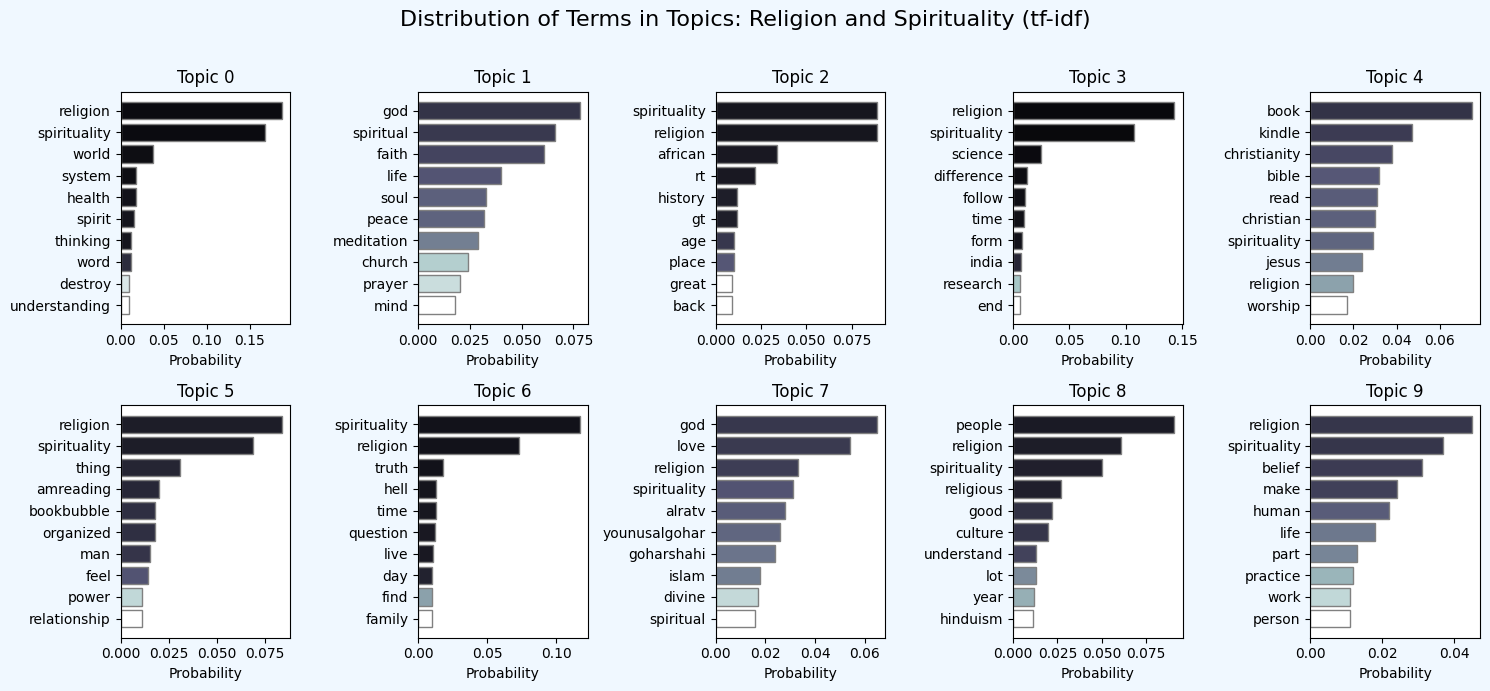 Distribution of Terms in Topics: Religion and Spirituality (tf-idf)
Topic 0
religion
spirituality
world
system
health
spirit
thinking
word
destroy
understanding
0.00 0.05 0.10 0.15
Probability
Topic 1
god
spiritual
faith
life
soul
peace
meditation
church
prayer
mind
0.000 0.025 0.050 0.075
Probability
Topic 2
spirituality
religion
african
rt
history
gt
age
place
great
back
0.000 0.025 0.050 0.075
Probability
Topic 3
religion
spirituality
science
difference
follow
time
form
india
research
end
0.00 0.05 0.10 0.15
Probability
Topic 4
book
kindle
christianity
bible
read
christian
spirituality
jesus
religion
worship
0.00 0.02 0.04 0.06
Probability
Topic 5
religion
spirituality
thing
amreading
bookbubble
organized
man
feel
power
relationship
0.000 0.025 0.050 0.075
Probability
Topic 6
spirituality
religion
truth
hell
time
question
live
day
find
family
0.00 0.05 0.10
Probability
Topic 7
god
love
religion
spirituality
alratv
younusalgohar
goharshahi
islam
divine
spiritual
0.00 0.02 0.04 0.06
Probability
Topic 8
people
religion
spirituality
religious
good
culture
understand
lot
year
hinduism
0.000 0.025 0.050 0.075
Probability
Topic 9
religion
spirituality
belief
make
human
life
part
practice
work
person
0.00 0.02 0.04
Probability